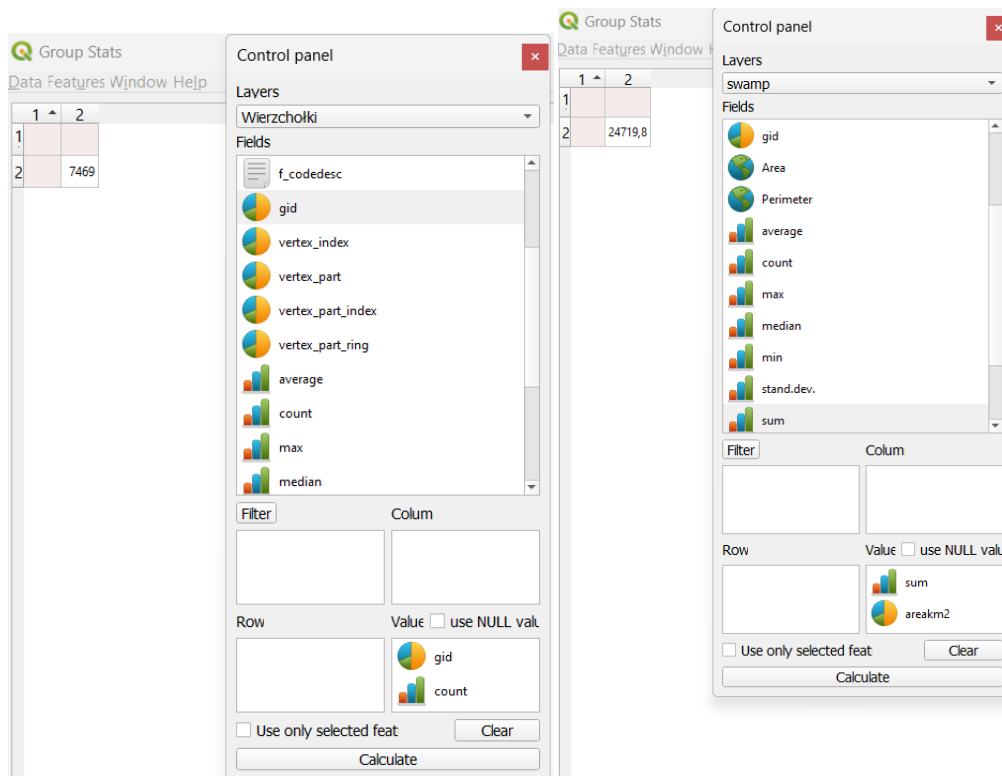 Group Stats
Data Features Window Help
1 2
1
2 7469
Control panel
×
Layers
Wierzchołki
Fields
f_codedesc
gid
vertex_index
vertex_part
vertex_part_index
vertex_part_ring
average
count
max
median
Filter Colum
Row Value use NULL valu
gid
count
Use only selected feat Clear
Calculate
Group Stats
Data Features Window H
1 2
1
2 24719,8
Control panel
×
Layers
swamp
Fields
gid
Area
Perimeter
average
count
max
median
min
stand.dev.
sum
Filter Colum
Row Value use NULL valu
sum
areakm2
Use only selected feat Clear
Calculate